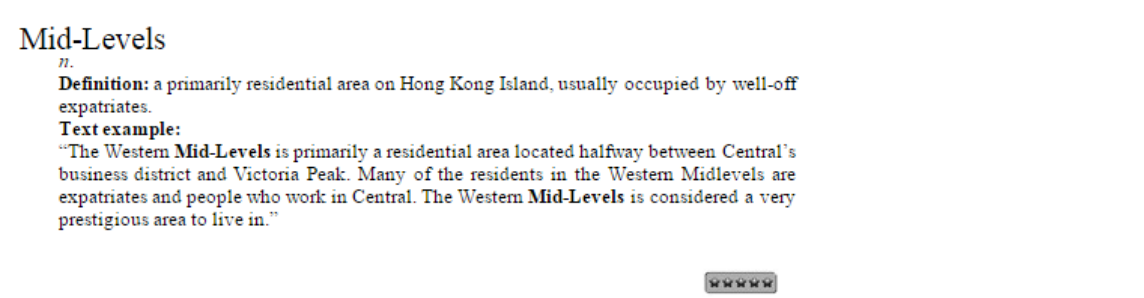 Mid-Levels
n.
Definition: a primarily residential area on Hong Kong Island, usually occupied by well-off
expatriates.
Text example:
“The Western Mid-Levels is primarily a residential area located halfway between Central’s
business district and Victoria Peak. Many of the residents in the Western Midlevels are
expatriates and people who work in Central. The Western Mid-Levels is considered a very
prestigious area to live in.”